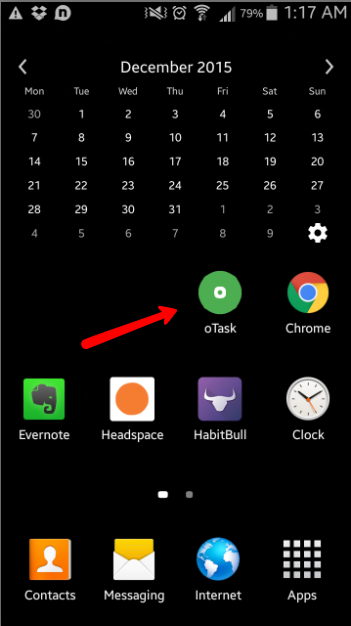 79% 1:17 AM
December 2015
Mon Tue Wed Thu Fri Sat Sun
30 1 2 3 4 5 6
7 8 9 10 11 12 13
14 15 16 17 18 19 20
21 22 23 24 25 26 27
28 29 30 31 1 2 3
4 5 6 7 8 9
oTask Chrome
Evernote Headspace HabitBull Clock
Contacts Messaging Internet Apps